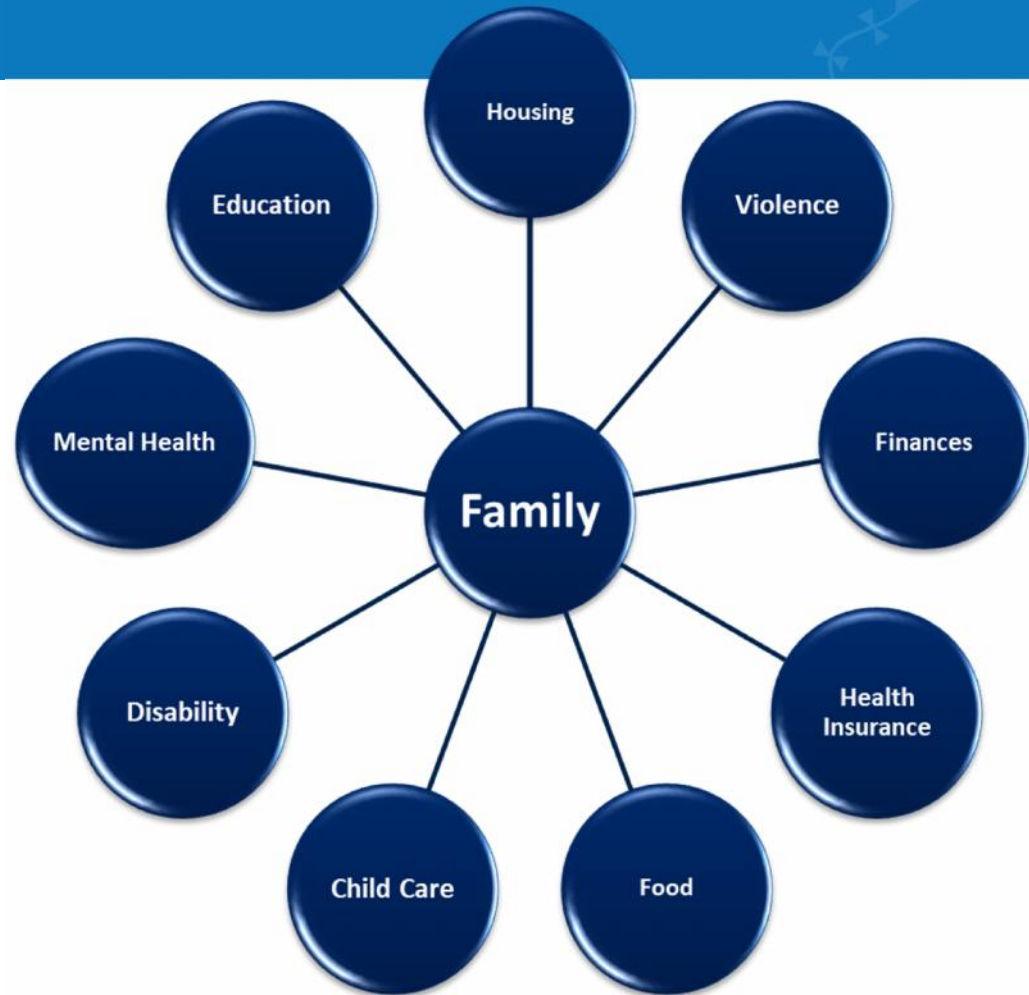 Housing
Education
Violence
Mental Health
Finances
Family
Disability
Health
Insurance
Child Care
Food